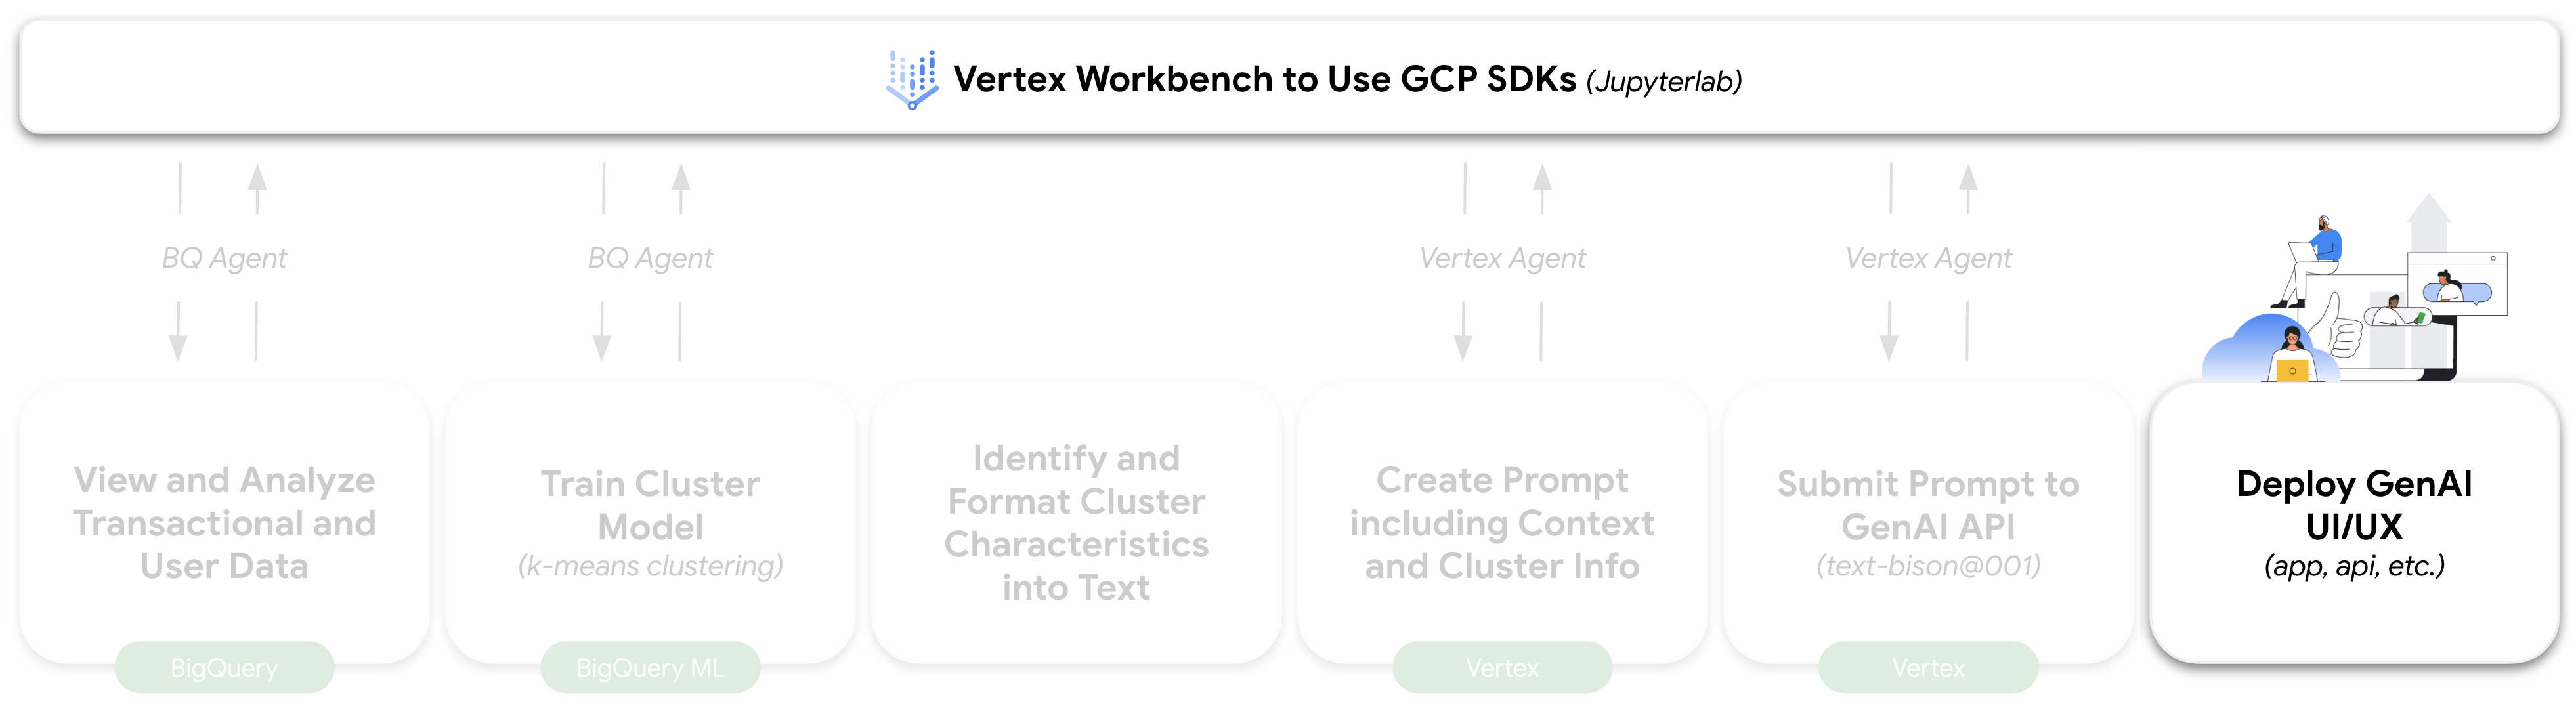 Vertex Workbench to Use GCP SDKs (Jupyterlab)
BQ Agent
BQ Agent
Vertex Agent
Vertex Agent
View and Analyze
Transactional and
User Data
BigQuery
Train Cluster
Model
(k-means clustering)
BigQuery ML
Identify and
Format Cluster
Characteristics
into Text
Create Prompt
including Context
and Cluster Info
Vertex
Submit Prompt to
GenAI API
(text-bison@001)
Vertex
Deploy GenAI
UI/UX
(app, api, etc.)